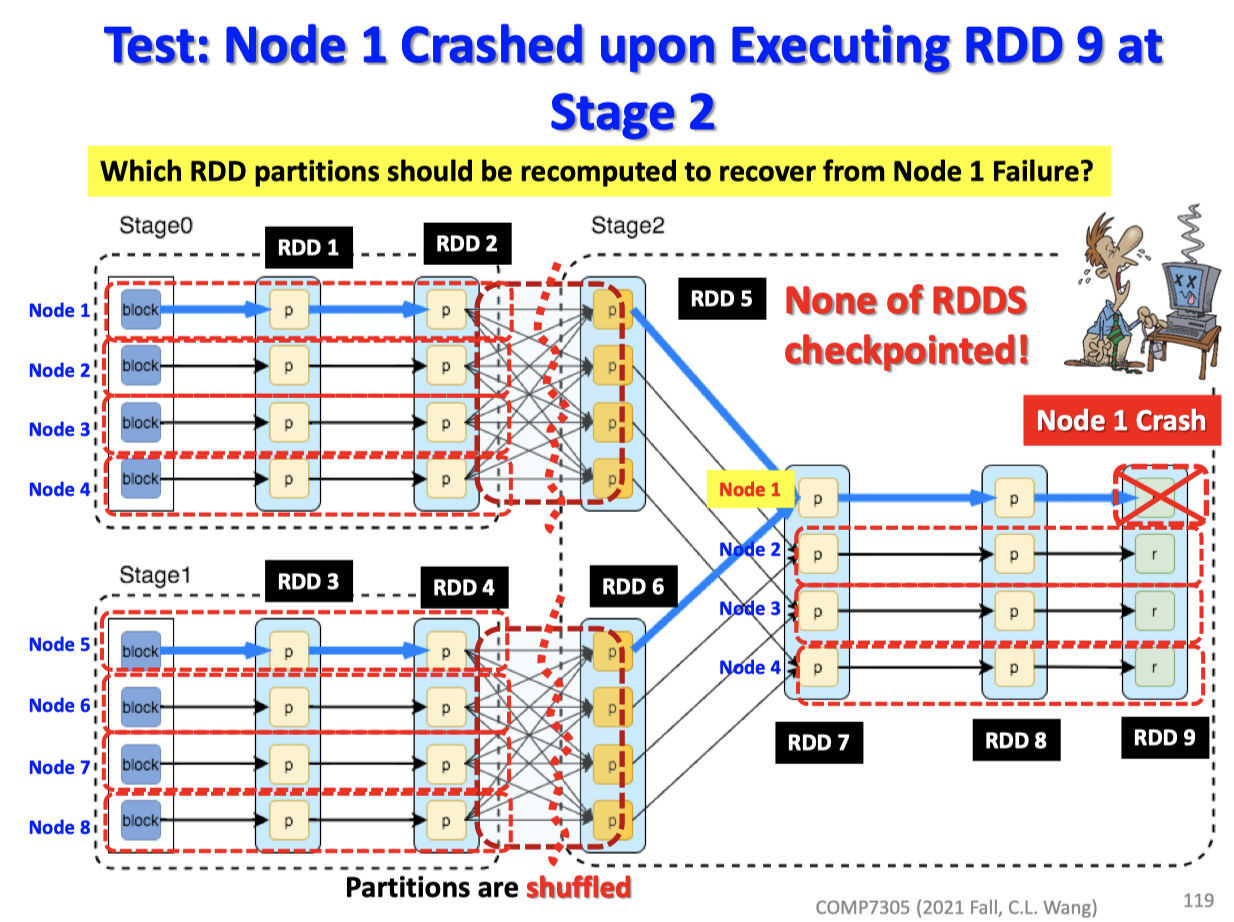 Test: Node 1 Crashed upon Executing RDD 9 at
Stage 2
Which RDD partitions should be recomputed to recover from Node 1 Failure?
Stage0
RDD 1
RDD 2
Stage2
RDD 5
None of RDDS
checkpointed!
Node 1
block
p
p
p
Node 2
block
p
p
p
Node 3
block
p
p
p
Node 4
block
p
p
p
Node 1 Crash
Node 1
p
p
Node 2
p
p
r
Node 3
p
p
r
Node 4
p
p
r
RDD 7
RDD 8
RDD 9
Stage1
RDD 3
RDD 4
RDD 6
Node 5
block
p
p
p
Node 6
block
p
p
p
Node 7
block
p
p
p
Node 8
block
p
p
p
Partitions are shuffled
COMP7305 (2021 Fall, C.L. Wang)
119